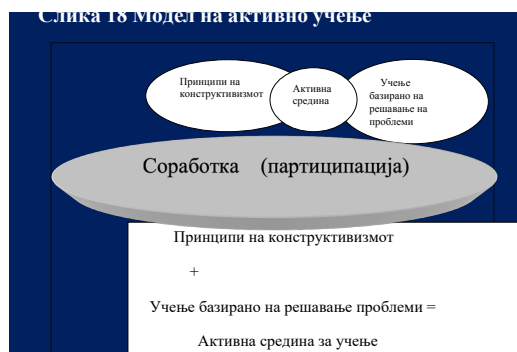 Слика 18 Модел на активно учење
Принципи на
конструктивизмот
Активна
средина
Учење
базирано на
решавање на
проблеми
Соработка (партиципација)
Принципи на конструктивизмот
+
Учење базирано на решавање проблеми =
Активна средина за учење